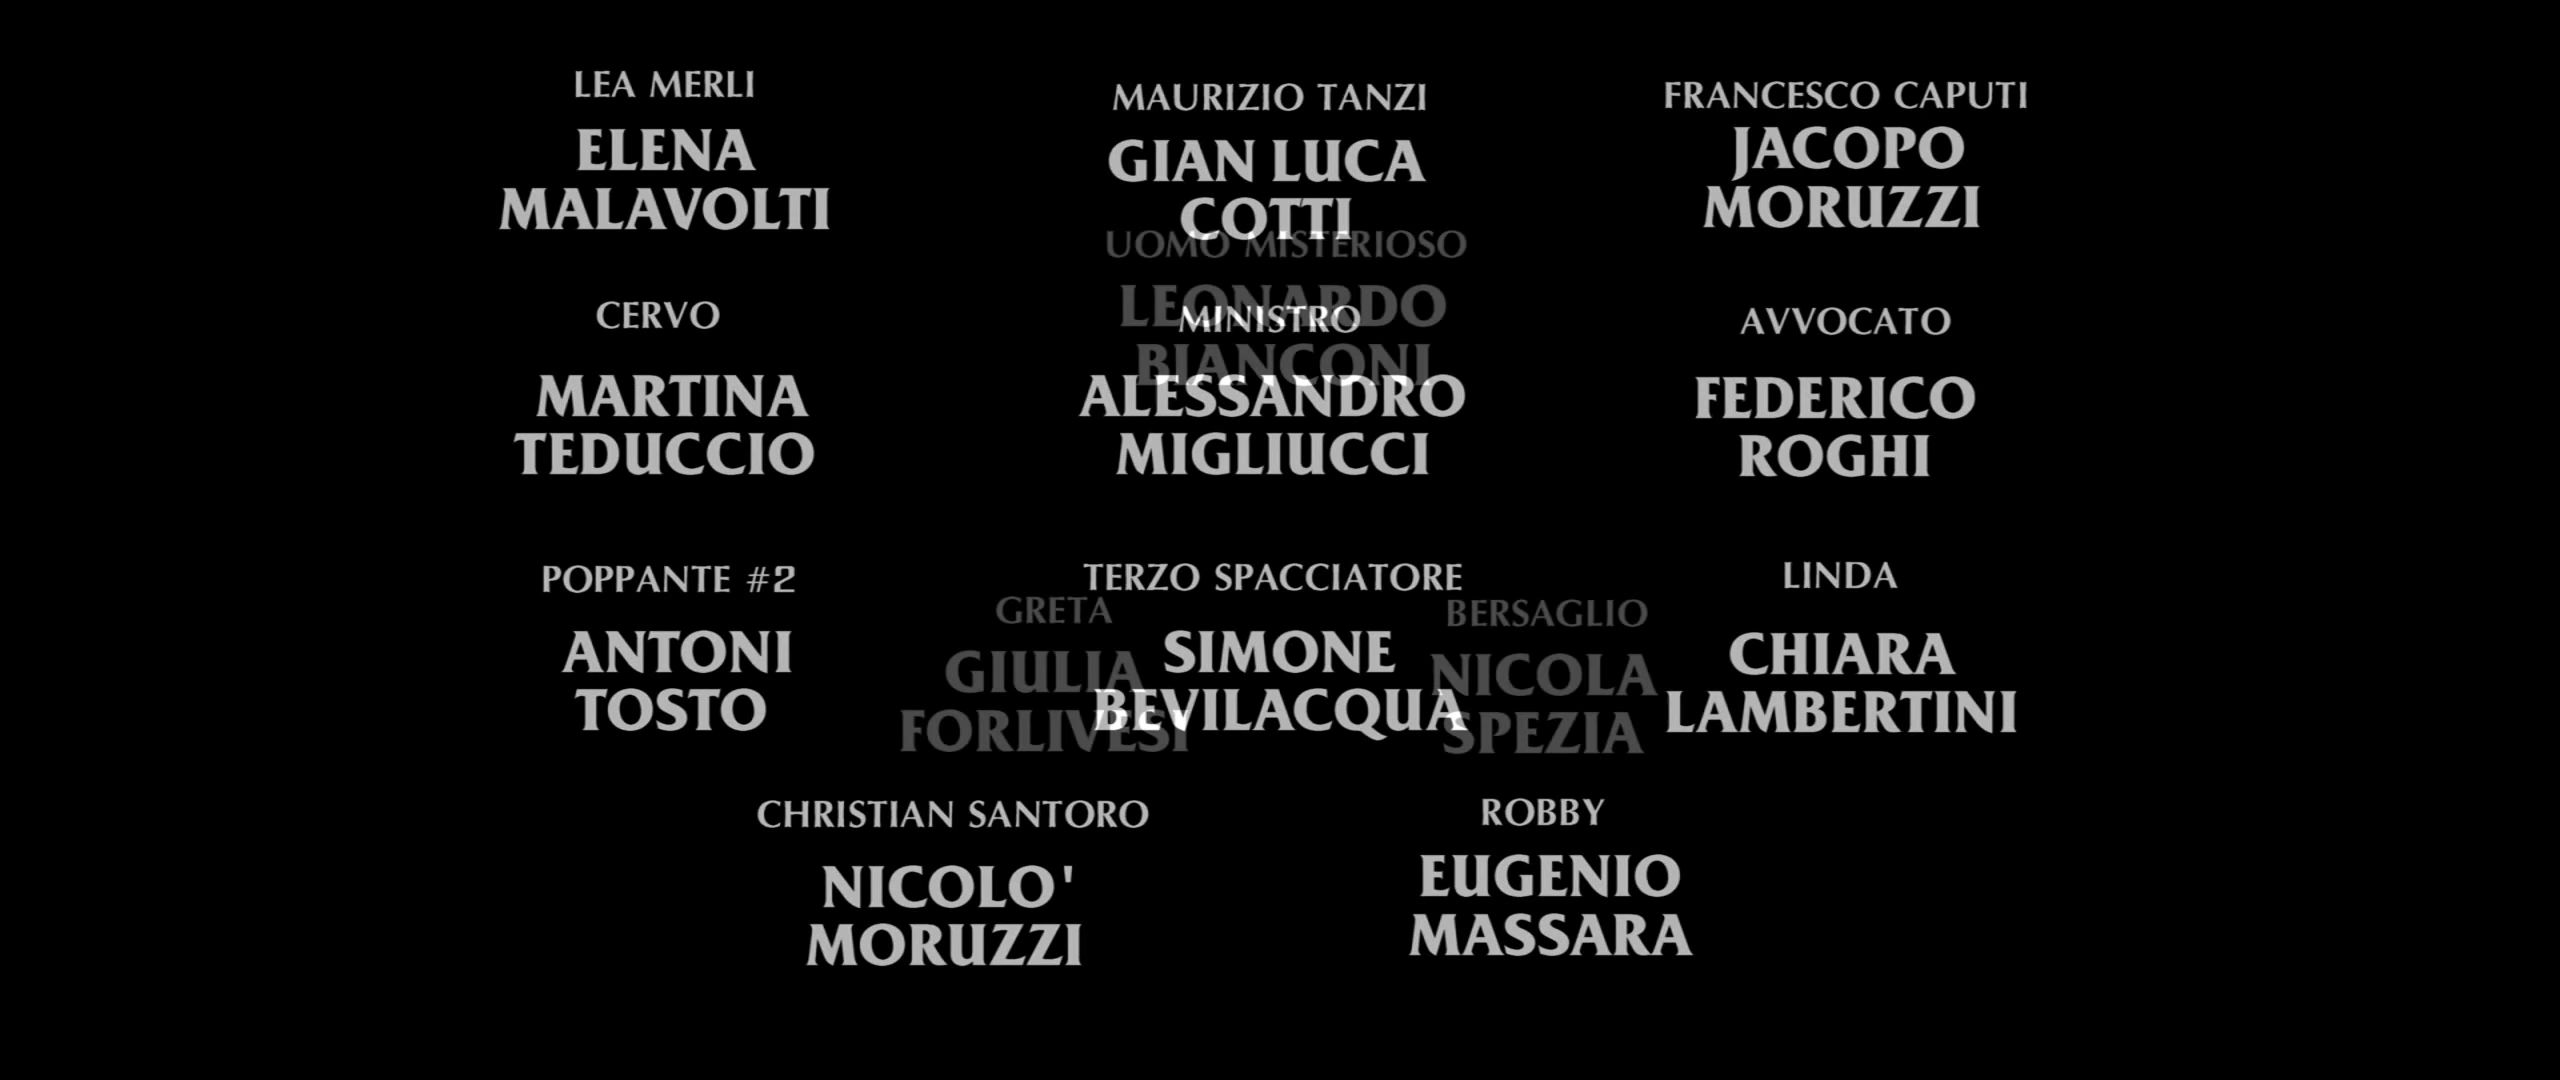 LEA MERLI
ELENA
MALAVOLTI
MAURIZIO TANZI
GIAN LUCA
COTTI
FRANCESCO CAPUTI
JACOPO
MORUZZI
UOMO MISTERIOSO
LEONARDO
BIANCONI
CERVO
MARTINA
TEDUCCIO
MINISTRO
ALESSANDRO
MIGLIUCCI
AVVOCATO
FEDERICO
ROGHI
POPPANTE #2
ANTONI
TOSTO
TERZO SPACCIATORE
SIMONE
BEVILACQUA
LINDA
CHIARA
LAMBERTINI
GRETA
GIULIA
FORLIVESI
BERSAGLIO
NICOLA
SPEZIA
CHRISTIAN SANTORO
NICOLO'
MORUZZI
ROBBY
EUGENIO
MASSARA